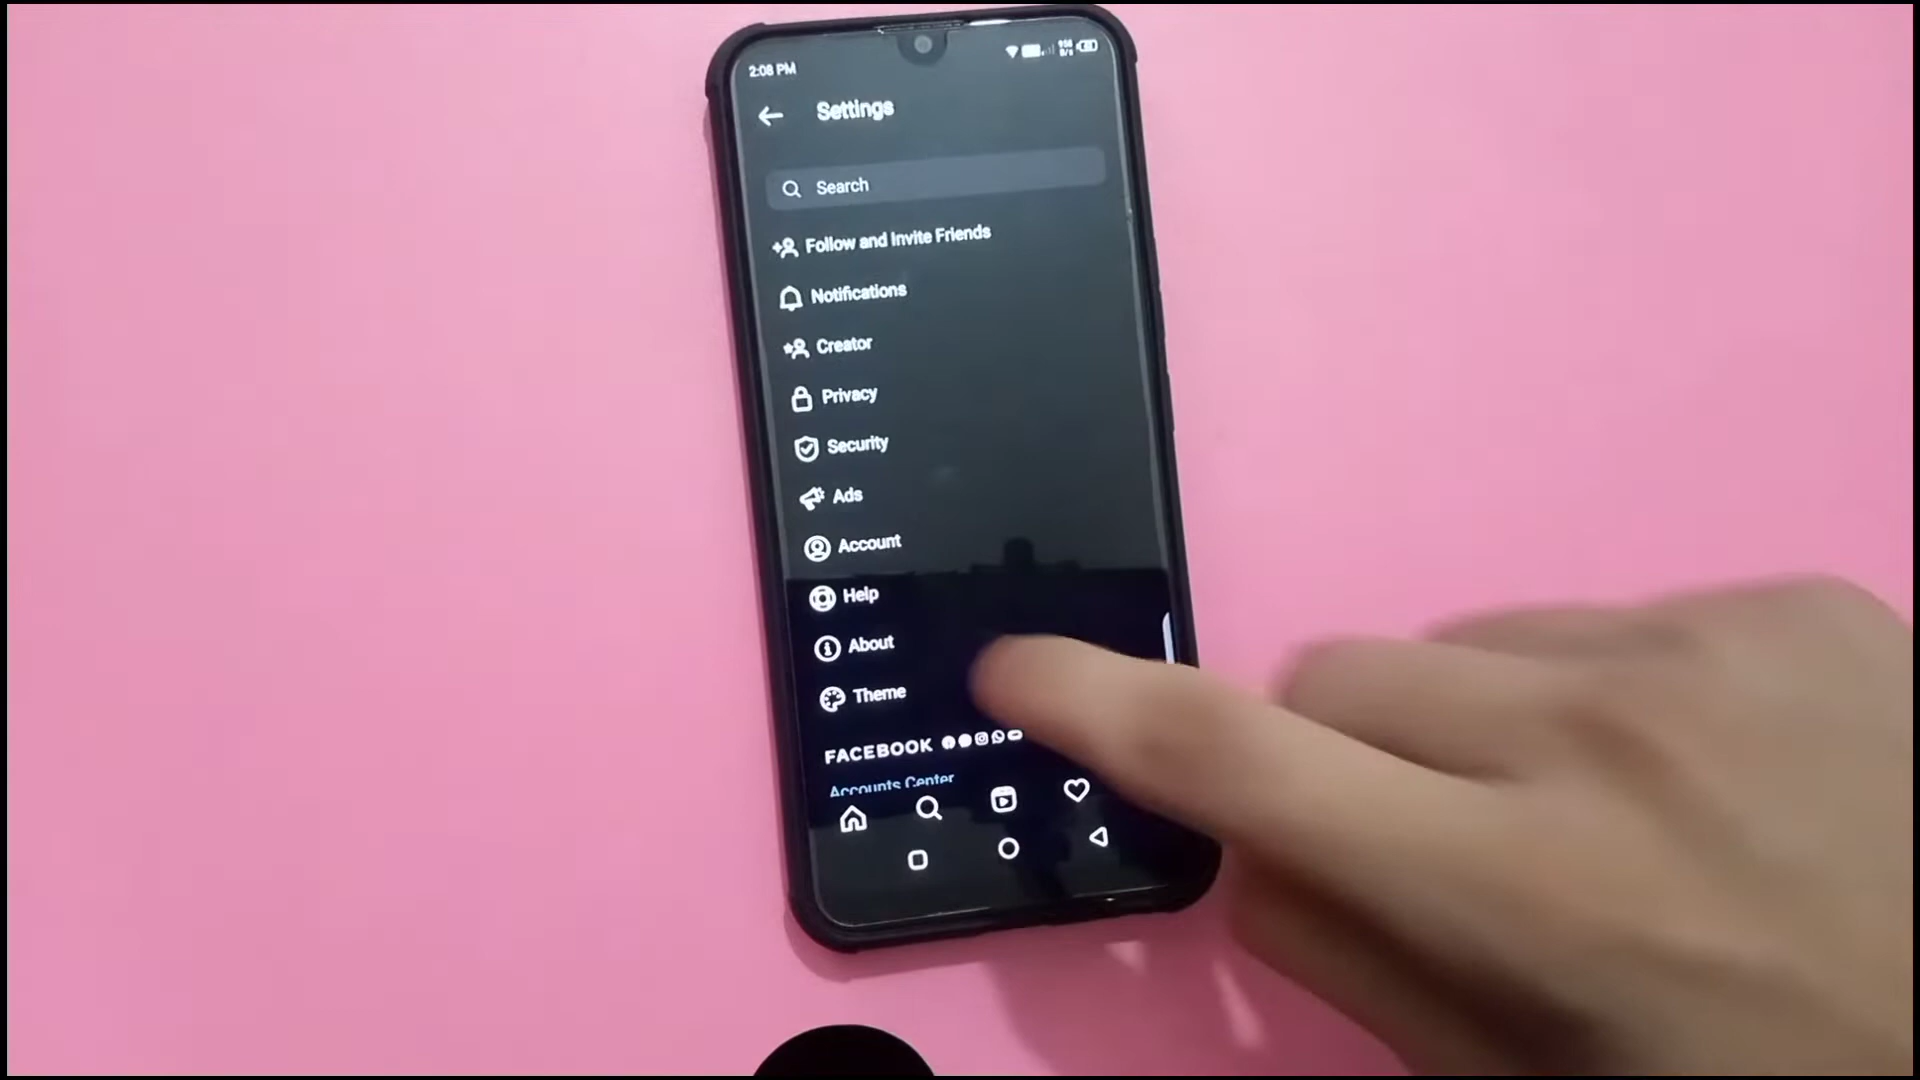 2:08 PM
Settings
Search
Follow and Invite Friends
Notifications
Creator
Privacy
Security
Ads
Account
Help
About
Theme
FACEBOOK
Accounts Center